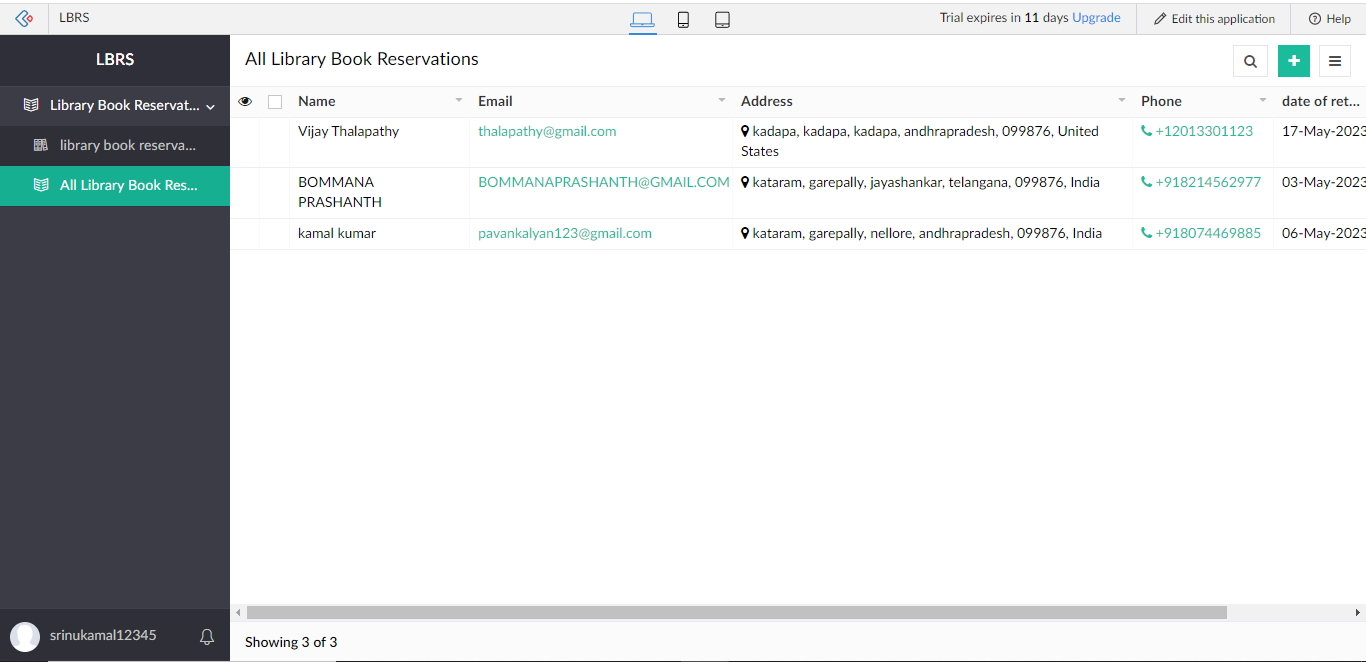 LBRS
Trial expires in 11 days Upgrade
Edit this application
Help
LBRS
Library Book Reservat...
library book reserva...
All Library Book Res...
srinukamal12345
All Library Book Reservations
Name Email Address Phone date of ret...
Vijay Thalapathy thalapathy@gmail.com kadapa, kadapa, kadapa, andhrapradesh, 099876, United +12013301123 17-May-2023
States
BOMMANA BOMMANAPRASHANTH@GMAIL.COM kataram, garepally, jayashankar, telangana, 099876, India +918214562977 03-May-2023
PRASHANTH
kamal kumar pavankalyan123@gmail.com kataram, garepally, nellore, andhrapradesh, 099876, India +918074469885 06-May-2023
Showing 3 of 3